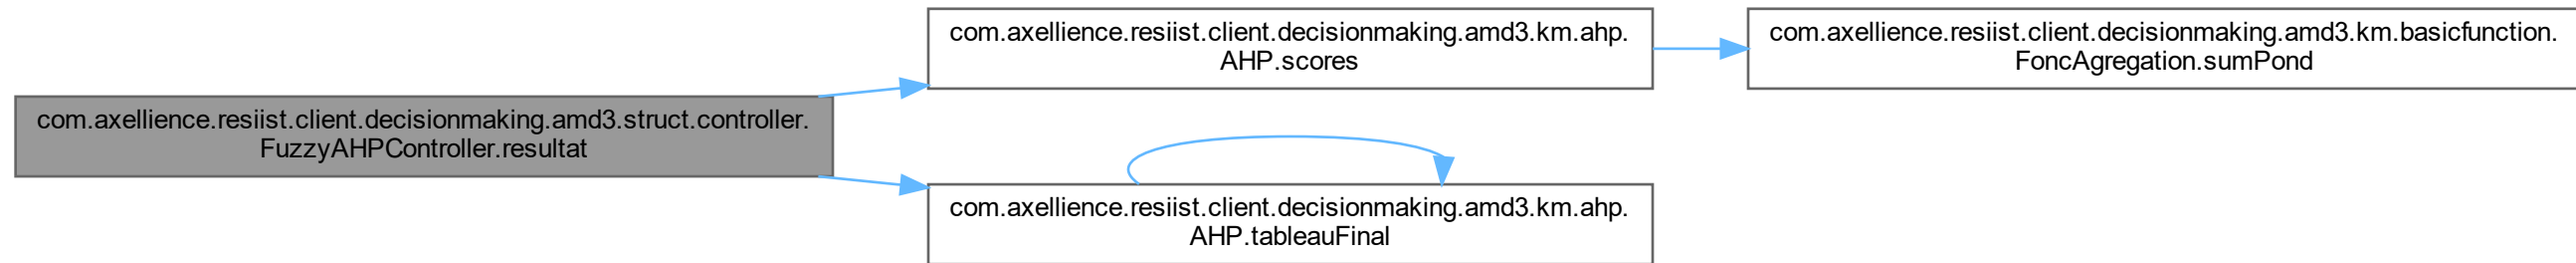 com.axellience.resiist.client.decisionmaking.amd3.struct.controller.
FuzzyAHPController.resultat
com.axellience.resiist.client.decisionmaking.amd3.km.ahp.
AHP.scores
com.axellience.resiist.client.decisionmaking.amd3.km.basicfunction.
FoncAgregation.sumPond
com.axellience.resiist.client.decisionmaking.amd3.km.ahp.
AHP.tableauFinal